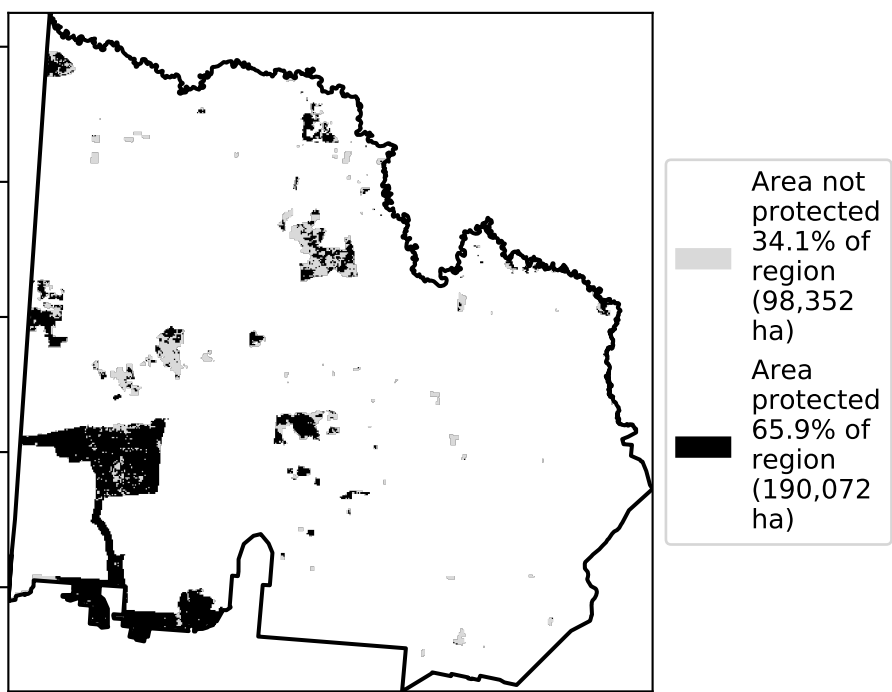 Area not
protected
34.1% of
region
(98,352
ha)
Area
protected
65.9% of
region
(190,072
ha)